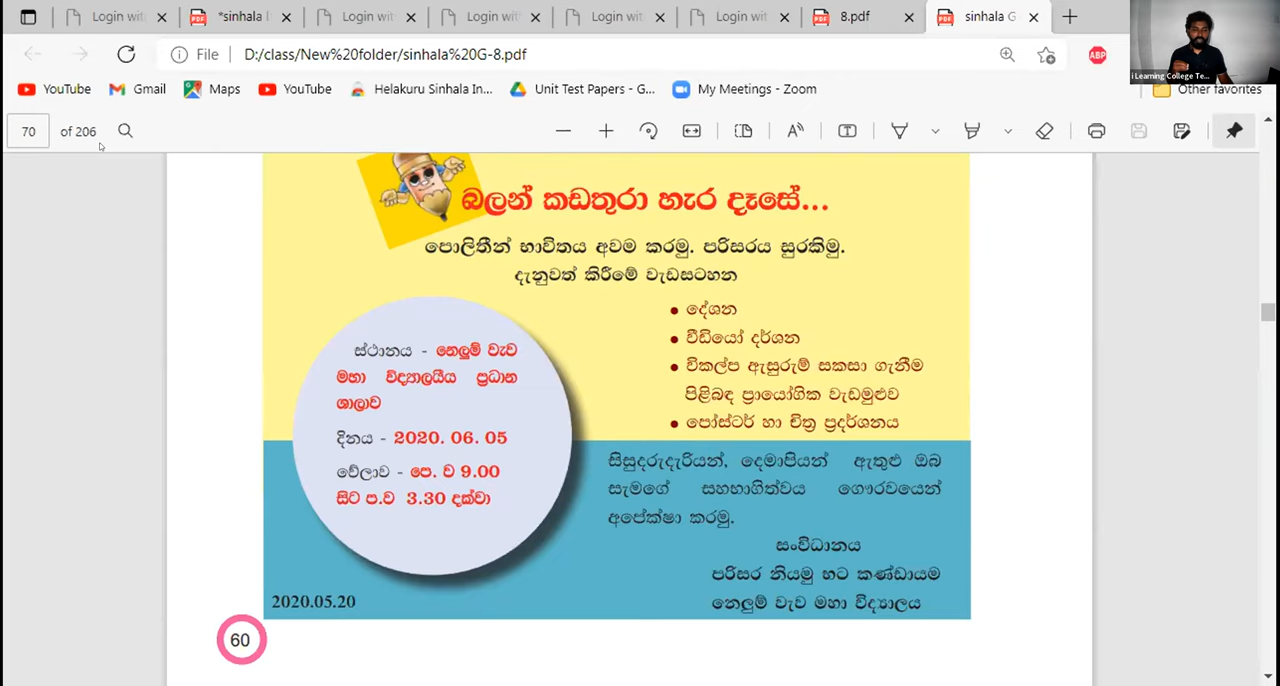 Login wit
*sinhala
Login wit
Login wit
Login wit
Login wit
8.pdf
sinhala G
File D:/class/New%20folder/sinhala%20G-8.pdf
ABP
i Learning College Te...
YouTube Gmail Maps YouTube Helakuru Sinhala In... Unit Test Papers - G... My Meetings - Zoom Other favorites
70 of 206
බලන් කඩතුරා හැර දෑසේ...
පොලිතීන් භාවිතය අවම කරමු. පරිසරය සුරකිමු.
දැනුවත් කිරීමේ වැඩසටහන
• දේශන
• වීඩියෝ දර්ශන
• විකල්ප ඇසුරුම් සකසා ගැනීම
පිළිබඳ ප්‍රායෝගික වැඩමුළුව
• පෝස්ටර් හා චිත්‍ර ප්‍රදර්ශනය
ස්ථානය - නෙලුම් වැව
මහා විද්‍යාලයීය ප්‍රධාන
ශාලාව
දිනය - 2020. 06. 05
වේලාව - පෙ. ව 9.00
සිට ප.ව 3.30 දක්වා
සිසුදරුදැරියන්, දෙමාපියන් ඇතුළු ඔබ
සැමගේ සහභාගිත්වය ගෞරවයෙන්
අපේක්ෂා කරමු.
සංවිධානය
පරිසර නියමු භට කණ්ඩායම
නෙලුම් වැව මහා විද්‍යාලය
2020.05.20
60